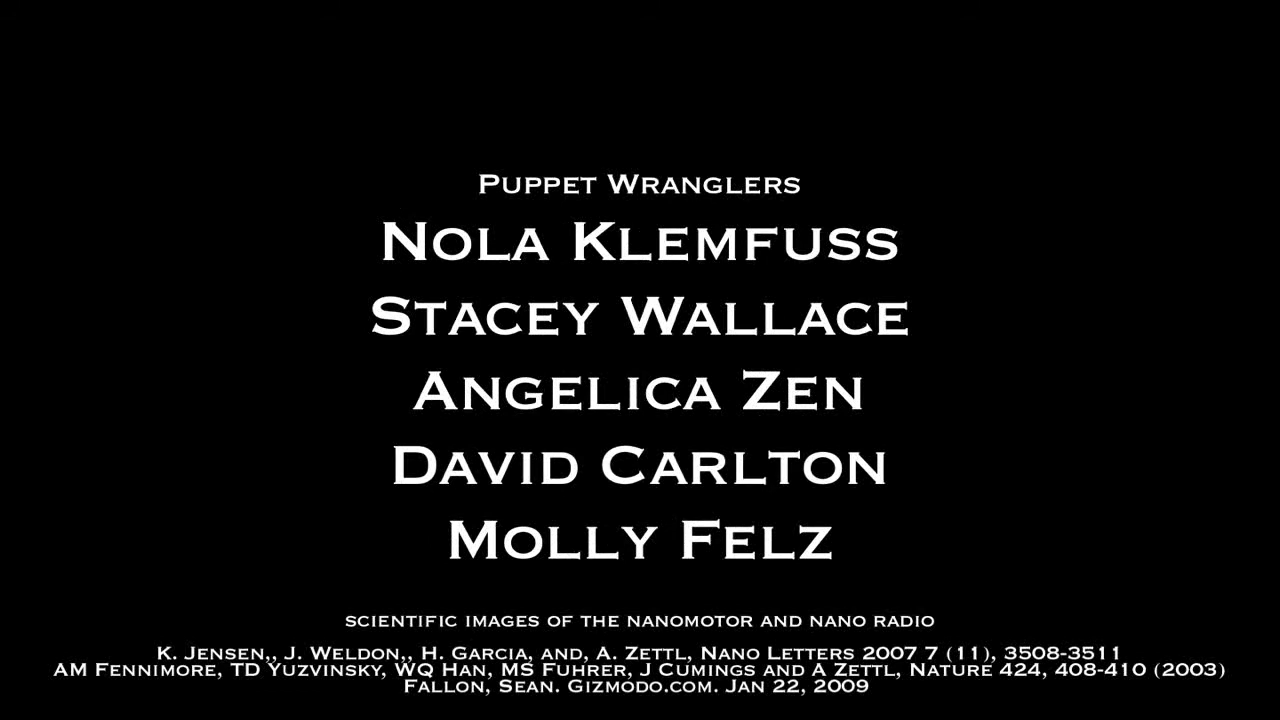 Puppet Wranglers
Nola Klemfuss
Stacey Wallace
Angelica Zen
David Carlton
Molly Felz
scientific images of the nanomotor and nano radio
K. Jensen,, J. Weldon,, H. Garcia, and, A. Zettl, Nano Letters 2007 7 (11), 3508-3511
AM Fennimore, TD Yuzvinsky, WQ Han, MS Fuhrer, J Cumings and A Zettl, Nature 424, 408-410 (2003)
Fallon, Sean. Gizmodo.com. Jan 22, 2009